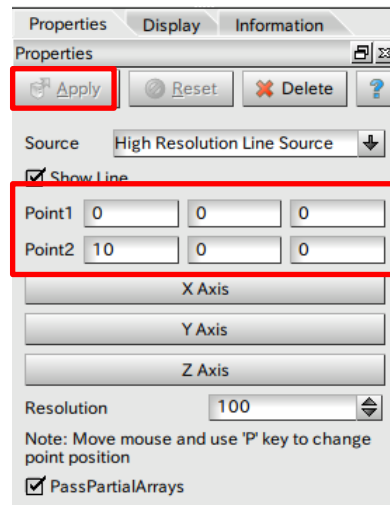 Properties Display Information
Properties
Apply Reset Delete ?
Source High Resolution Line Source
Show Line
Point1 0 0 0
Point2 10 0 0
X Axis
Y Axis
Z Axis
Resolution 100
Note: Move mouse and use 'P' key to change
point position
PassPartialArrays